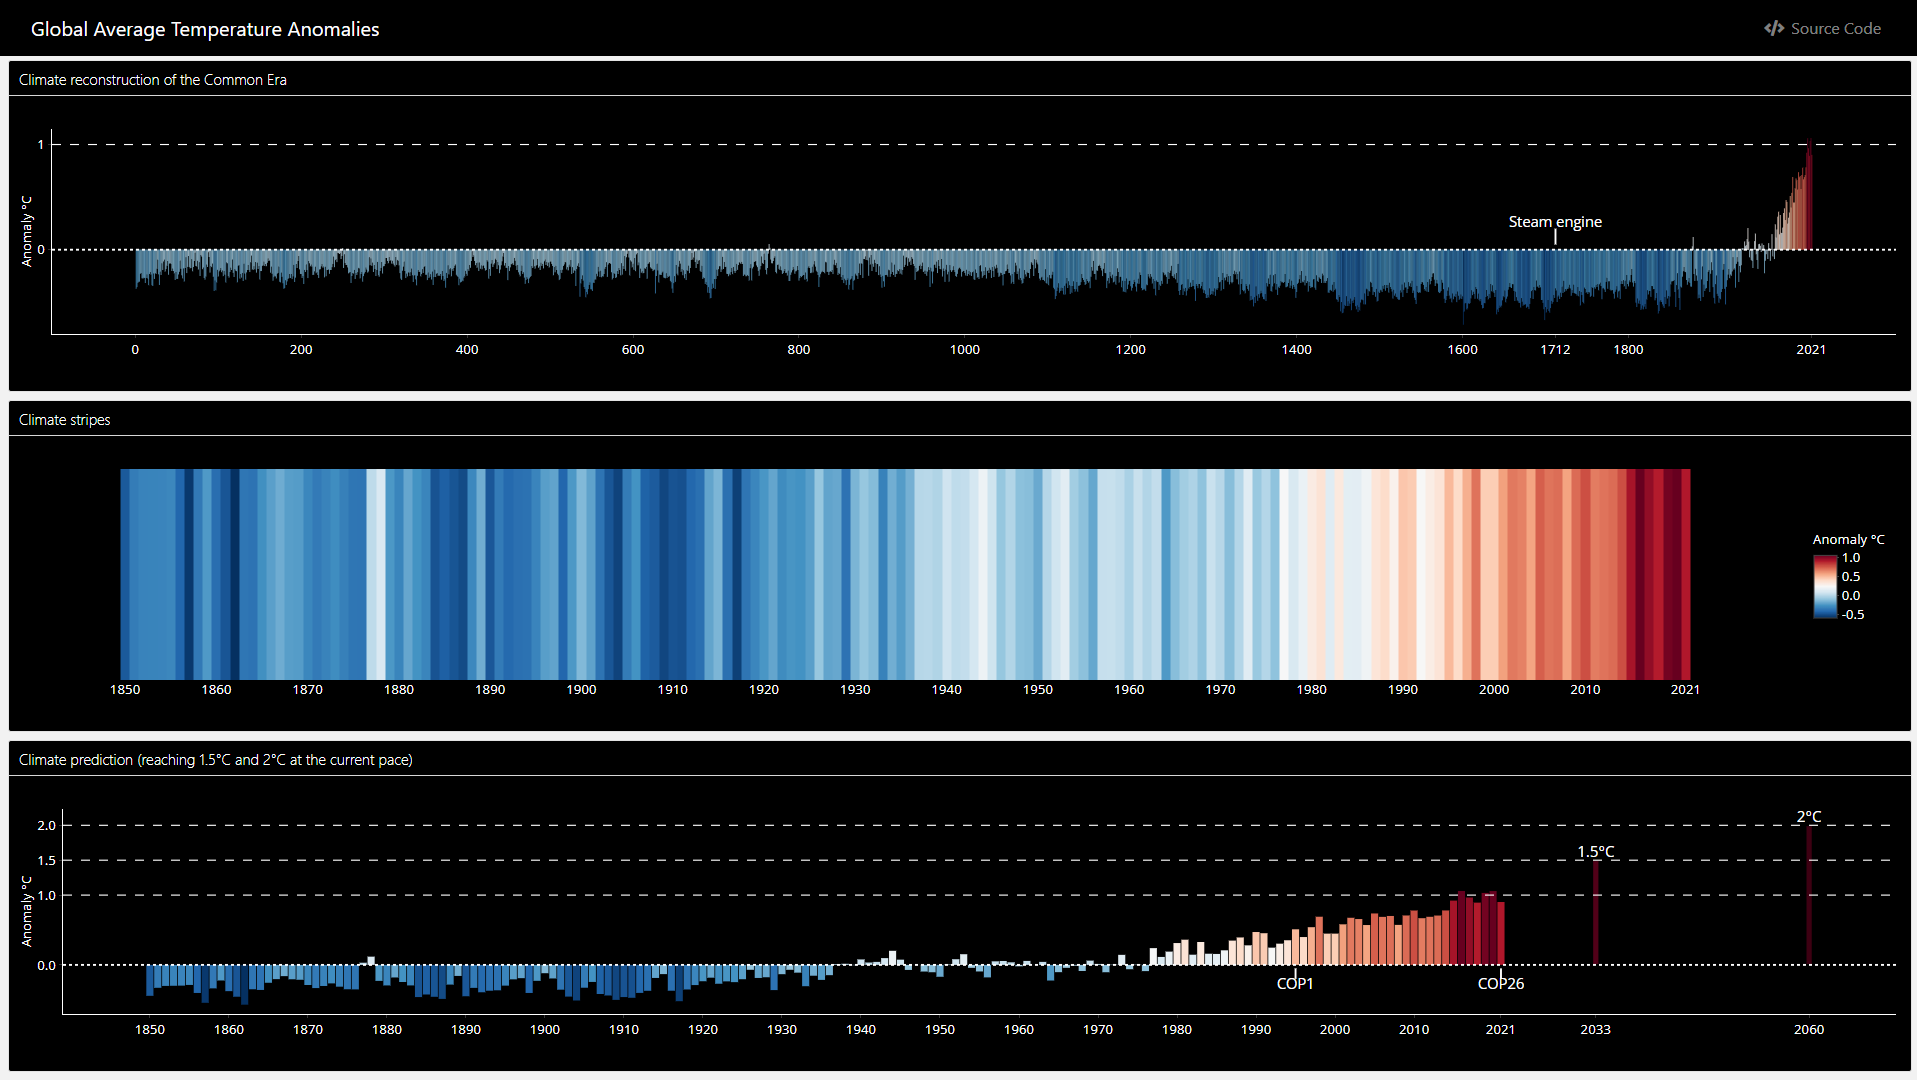 Global Average Temperature Anomalies
Source Code
Climate reconstruction of the Common Era
Anomaly °C
1
0
Steam engine
0 200 400 600 800 1000 1200 1400 1600 1712 1800 2021
Climate stripes
1850 1860 1870 1880 1890 1900 1910 1920 1930 1940 1950 1960 1970 1980 1990 2000 2010 2021
Anomaly °C
1.0
0.5
0.0
-0.5
Climate prediction (reaching 1.5°C and 2°C at the current pace)
Anomaly °C
2.0
1.5
1.0
0.0
2°C
1.5°C
COP1
COP26
1850 1860 1870 1880 1890 1900 1910 1920 1930 1940 1950 1960 1970 1980 1990 2000 2010 2021 2033 2060